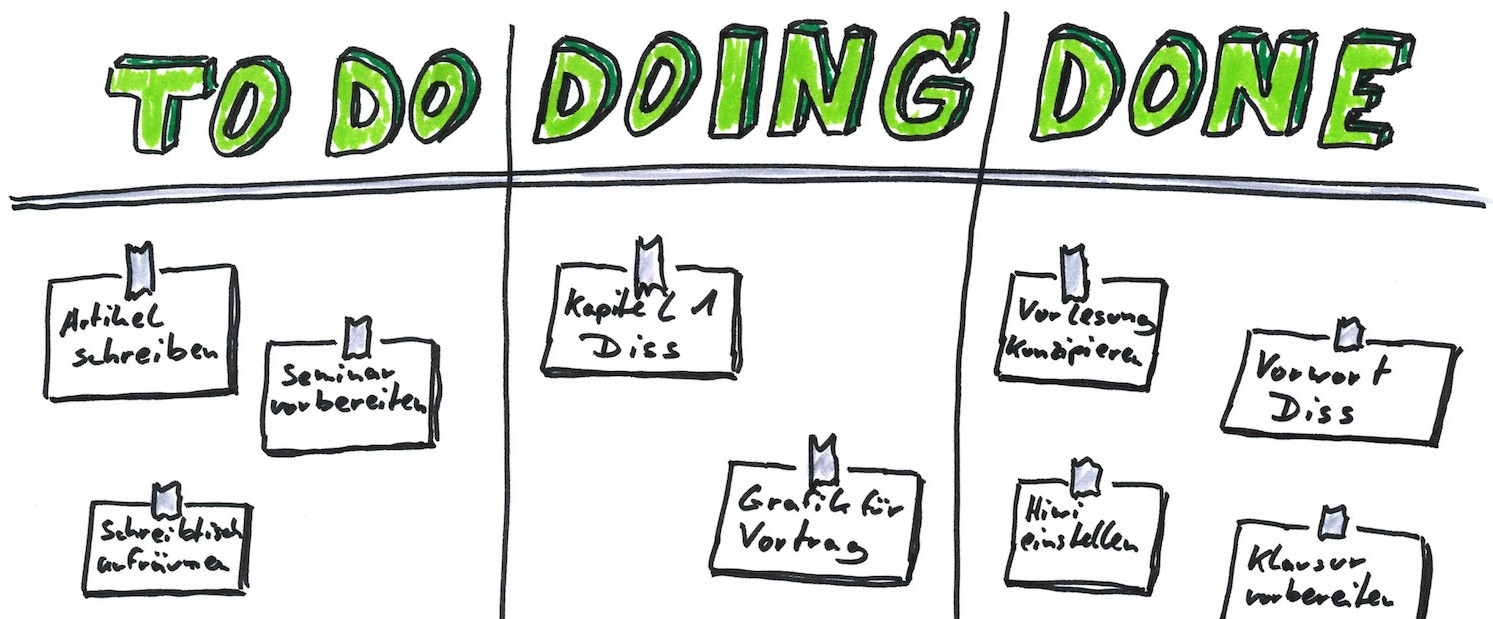 TO DO
DOING
DONE
Artikel
schreiben
Seminar
vorbereiten
Schreibtisch
aufräumen
Kapitel 1
Diss
Grafik für
Vortrag
Vorlesung
konzipieren
Vorwort
Diss
Hiwi
einstellen
Klausur
vorbereiten